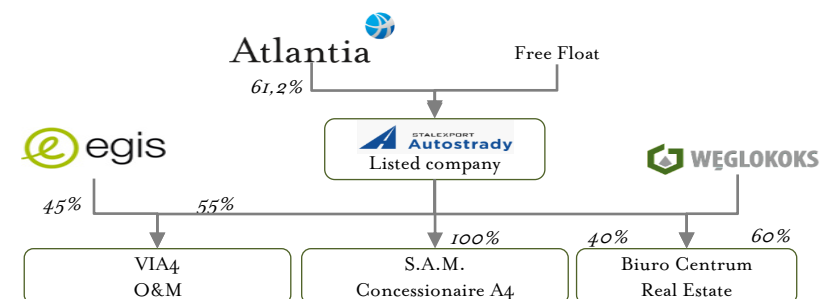 Atlantia
Free Float
61,2%
egis
STALEXPORT
Autostrady
Listed company
WĘGLOKOKS
45%
55%
100%
40%
60%
VIA4
O&M
S.A.M.
Concessionaire A4
Biuro Centrum
Real Estate